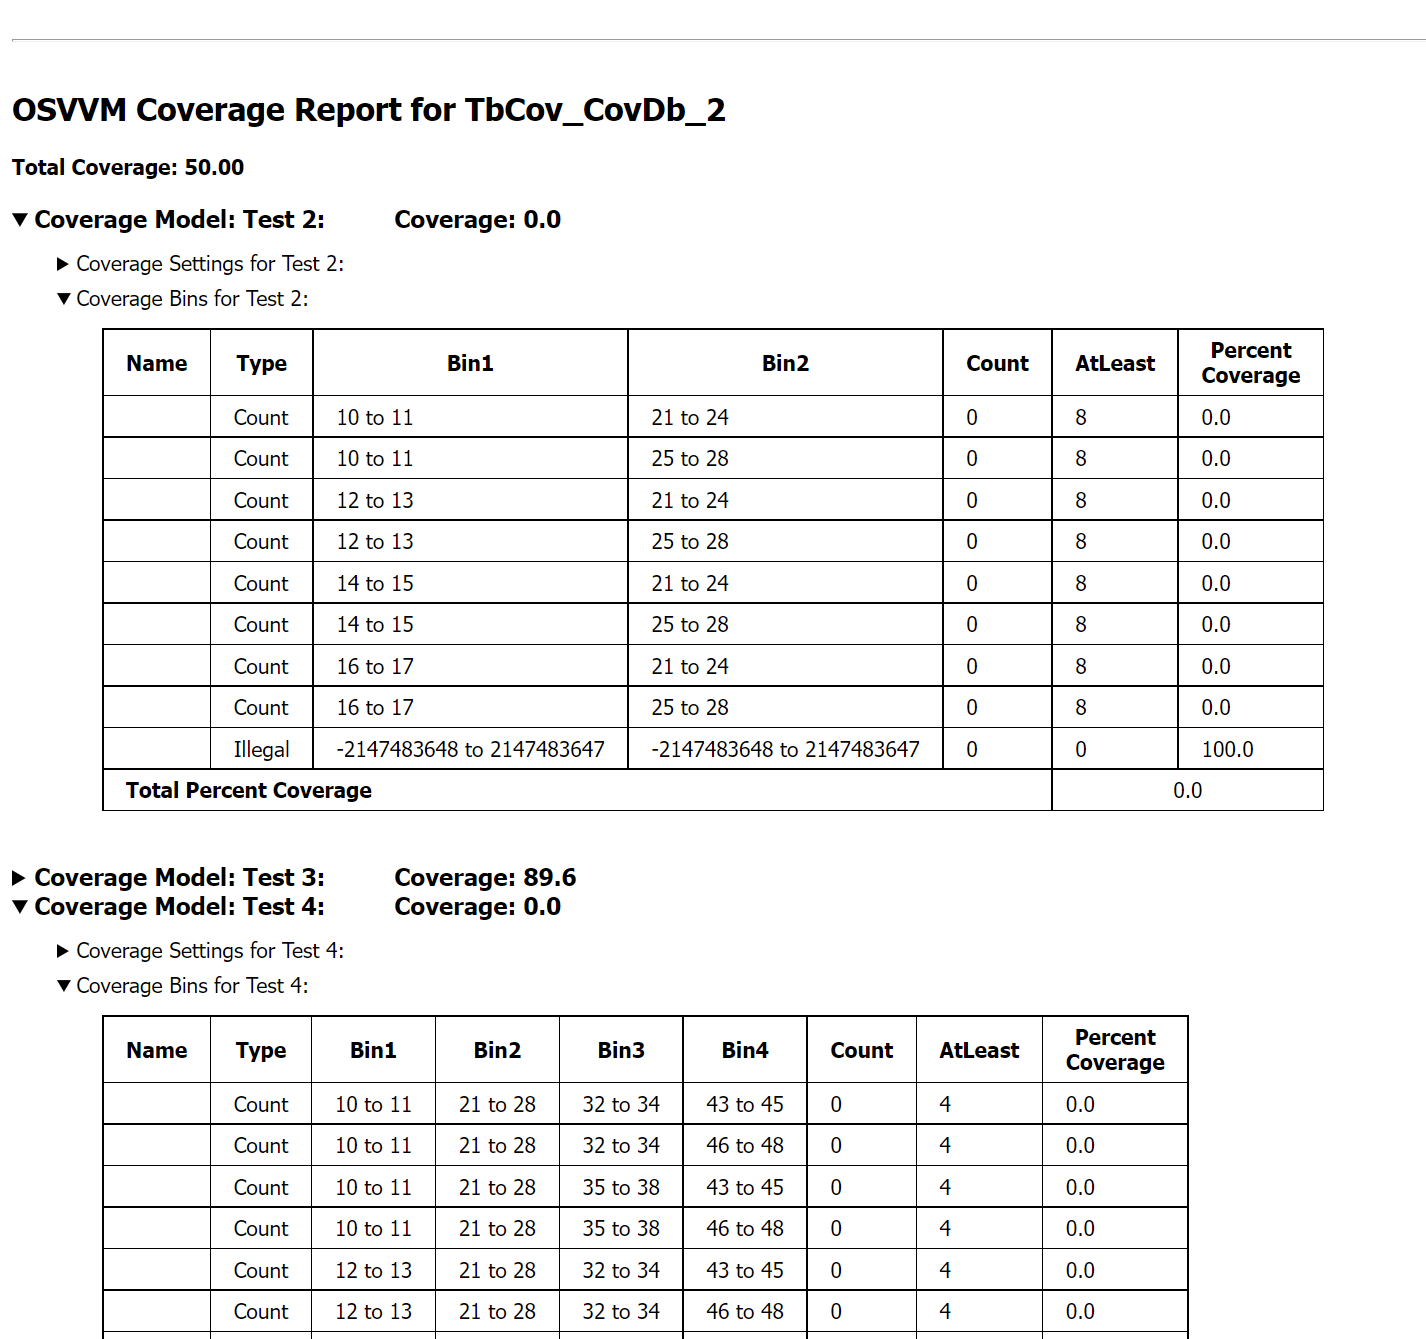 OSVVM Coverage Report for TbCov_CovDb_2
Total Coverage: 50.00
Coverage Model: Test 2: Coverage: 0.0
Coverage Settings for Test 2:
Coverage Bins for Test 2:
Name Type Bin1 Bin2 Count AtLeast Percent Coverage
Count 10 to 11 21 to 24 0 8 0.0
Count 10 to 11 25 to 28 0 8 0.0
Count 12 to 13 21 to 24 0 8 0.0
Count 12 to 13 25 to 28 0 8 0.0
Count 14 to 15 21 to 24 0 8 0.0
Count 14 to 15 25 to 28 0 8 0.0
Count 16 to 17 21 to 24 0 8 0.0
Count 16 to 17 25 to 28 0 8 0.0
Illegal -2147483648 to 2147483647 -2147483648 to 2147483647 0 0 100.0
Total Percent Coverage 0.0
Coverage Model: Test 3: Coverage: 89.6
Coverage Model: Test 4: Coverage: 0.0
Coverage Settings for Test 4:
Coverage Bins for Test 4:
Name Type Bin1 Bin2 Bin3 Bin4 Count AtLeast Percent Coverage
Count 10 to 11 21 to 28 32 to 34 43 to 45 0 4 0.0
Count 10 to 11 21 to 28 32 to 34 46 to 48 0 4 0.0
Count 10 to 11 21 to 28 35 to 38 43 to 45 0 4 0.0
Count 10 to 11 21 to 28 35 to 38 46 to 48 0 4 0.0
Count 12 to 13 21 to 28 32 to 34 43 to 45 0 4 0.0
Count 12 to 13 21 to 28 32 to 34 46 to 48 0 4 0.0